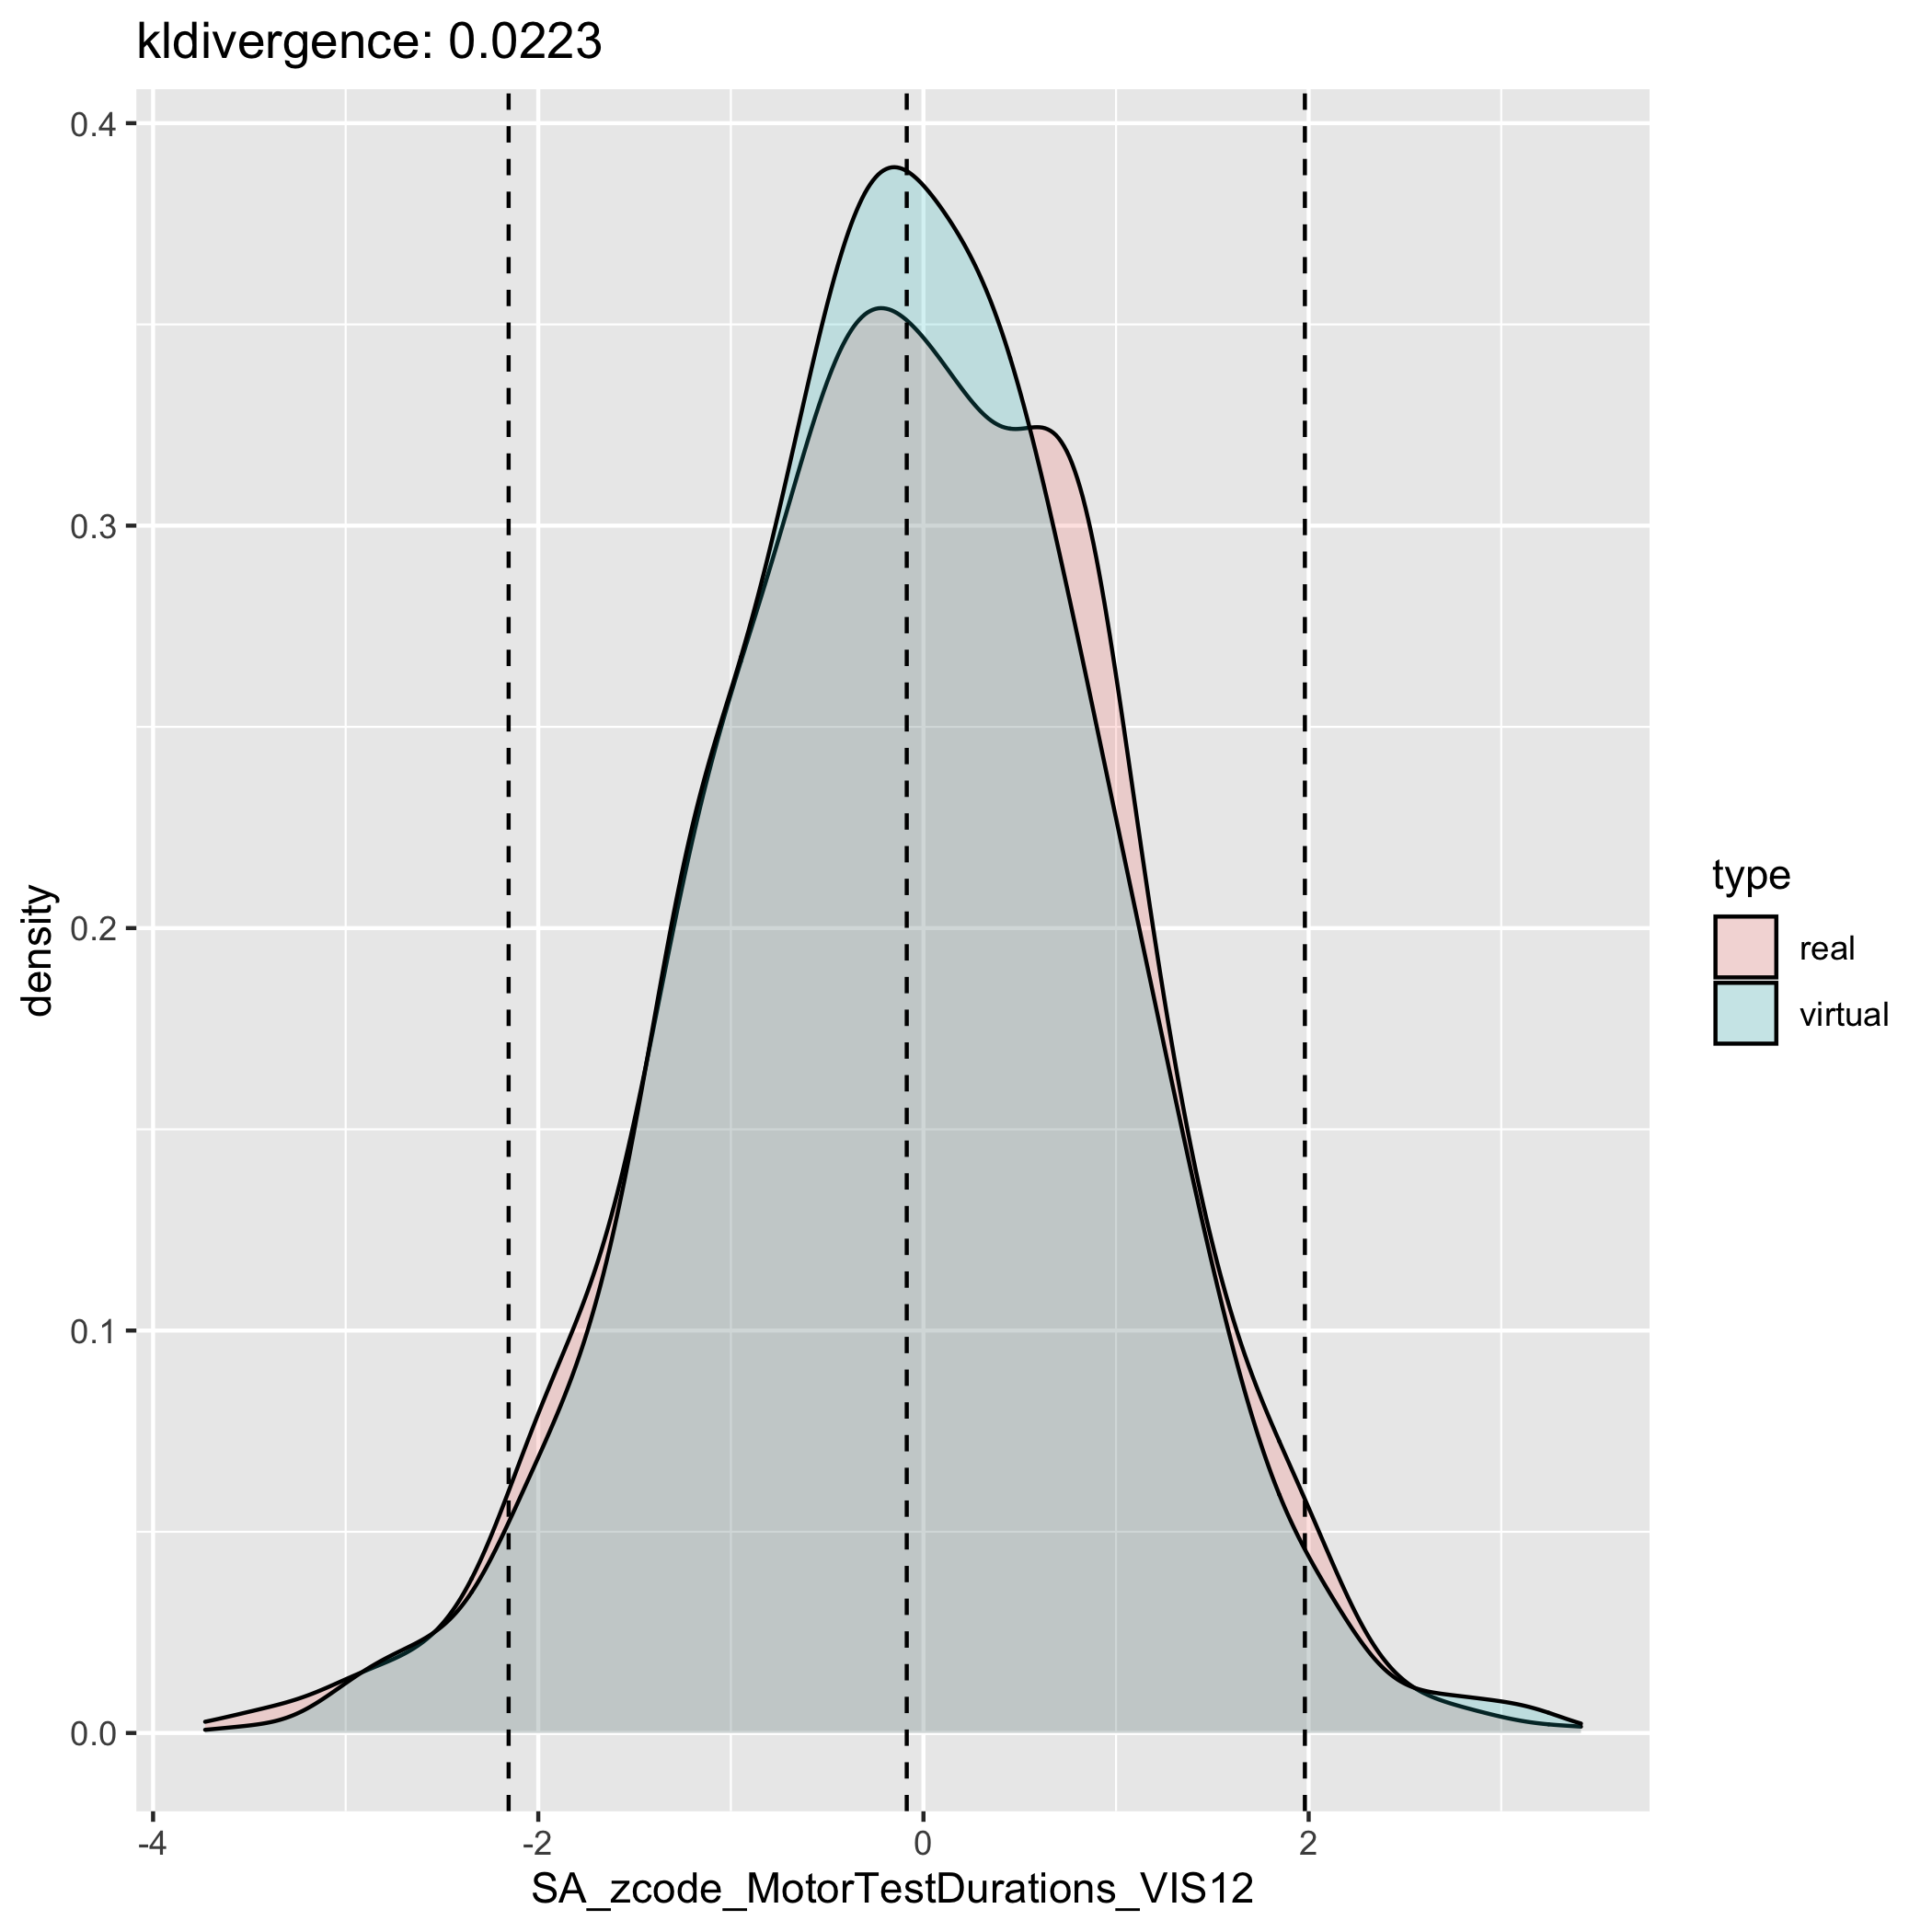 kldivergence: 0.0223
0.4
0.3
0.2
0.1
0.0
density
-4
-2
0
2
SA_zcode_MotorTestDurations_VIS12
type
real
virtual